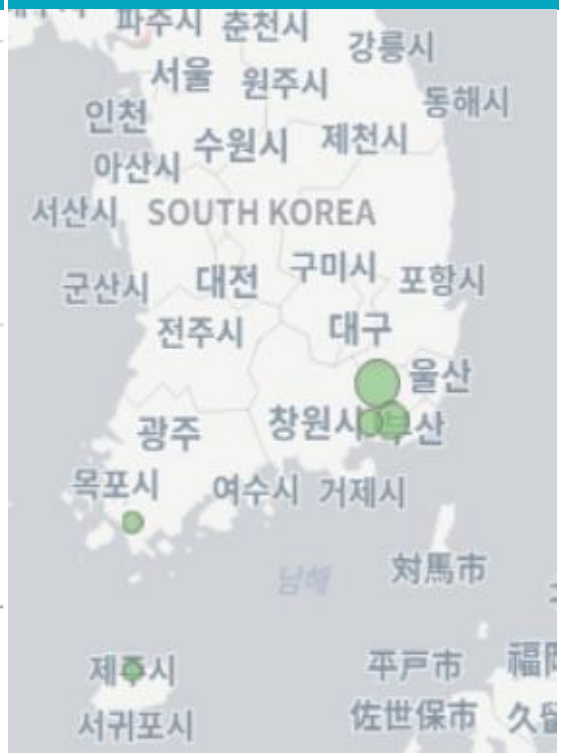 파주시 춘천시
강릉시
서울 원주시
동해시
인천
수원시 제천시
아산시
서산시 SOUTH KOREA
구미시
군산시 대전 포항시
전주시 대구
울산
광주 창원시 부산
목포시 여수시 거제시
対馬市
남해
제주시 平戸市
서귀포시 佐世保市